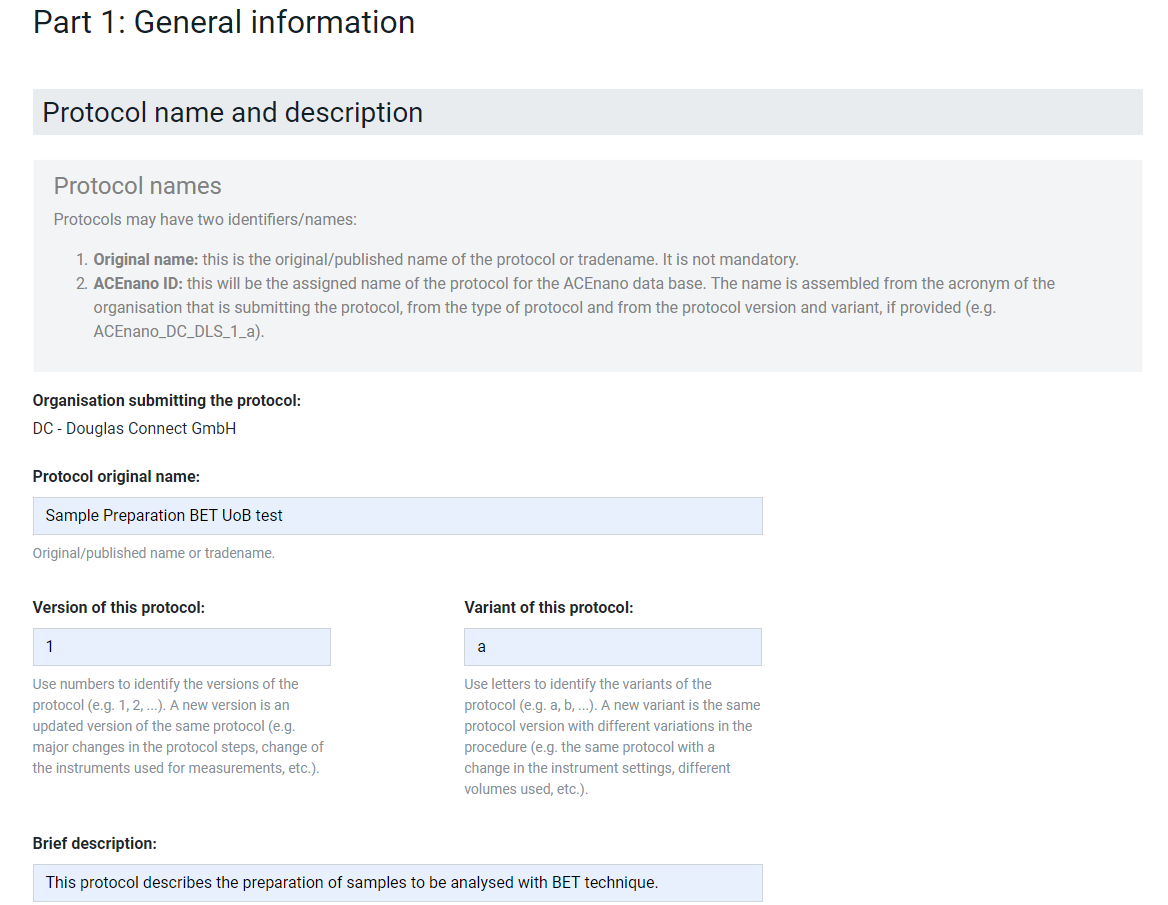 Part 1: General information
Protocol name and description
Protocol names
Protocols may have two identifiers/names:
1. Original name: this is the original/published name of the protocol or tradename. It is not mandatory.
2. ACEnano ID: this will be the assigned name of the protocol for the ACEnano data base. The name is assembled from the acronym of the
organisation that is submitting the protocol, from the type of protocol and from the protocol version and variant, if provided (e.g.
ACEnano_DC_DLS_1_a).
Organisation submitting the protocol:
DC - Douglas Connect GmbH
Protocol original name:
Sample Preparation BET UoB test
Original/published name or tradename.
Version of this protocol:
1
Use numbers to identify the versions of the
protocol (e.g. 1, 2, ...). A new version is an
updated version of the same protocol (e.g.
major changes in the protocol steps, change of
the instruments used for measurements, etc.).
Variant of this protocol:
a
Use letters to identify the variants of the
protocol (e.g. a, b, ...). A new variant is the same
protocol version with different variations in the
procedure (e.g. the same protocol with a
change in the instrument settings, different
volumes used, etc.).
Brief description:
This protocol describes the preparation of samples to be analysed with BET technique.